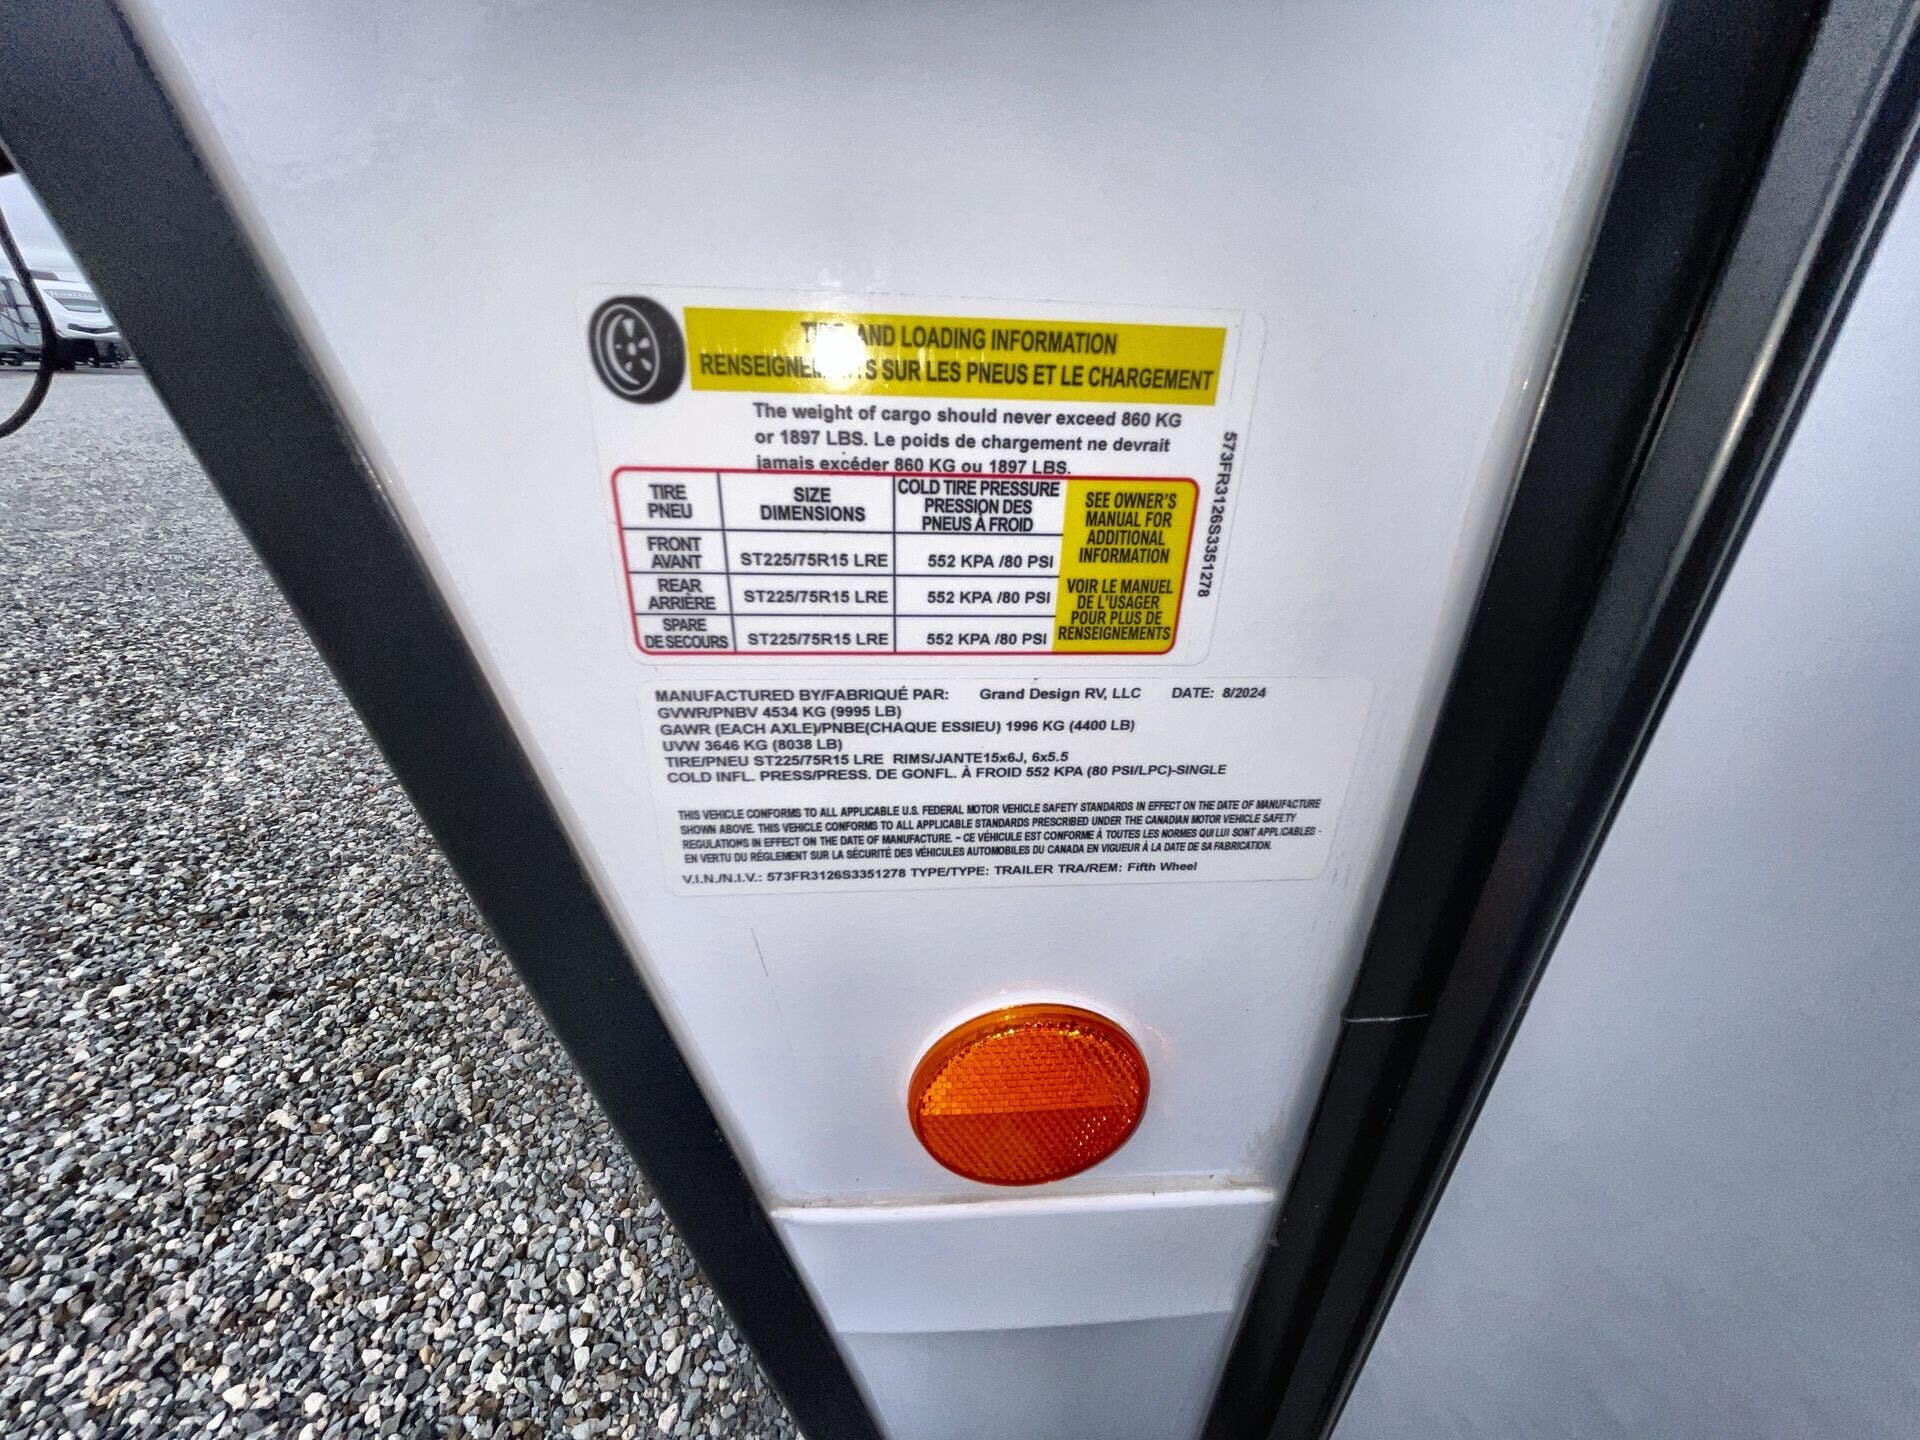 AND LOADING INFORMATION
SUR LES PNEUS ET LE CHARGEMENT
The weight of cargo should never exceed 860 KG
or 1897 LBS. Le poids de chargement ne devrait
jamais excéder 860 KG ou 1897 LBS.
TIRE
PNEU
SIZE
DIMENSIONS
COLD TIRE PRESSURE
PRESSION DES
PNEUS À FROID
SEE OWNER'S
MANUAL FOR
ADDITIONAL
INFORMATION
VOIR LE MANUEL
DE L'USAGER
POUR PLUS DE
RENSEIGNEMENTS
FRONT
AVANT
ST225/75R15 LRE
552 KPA /80 PSI
REAR
ARRIÈRE
ST225/75R15 LRE
552 KPA /80 PSI
SPARE
DE SECOURS
ST225/75R15 LRE
552 KPA /80 PSI
573FR3126S3351278
MANUFACTURED BY/FABRIQUÉ PAR: Grand Design RV, LLC DATE: 8/2024
GVWR/PNBV 4534 KG (9995 LB)
GAWR (EACH AXLE)/PNBE(CHAQUE ESSIEU) 1996 KG (4400 LB)
UVW 3646 KG (8038 LB)
TIRE/PNEU ST225/75R15 LRE RIMS/JANTE15x6J, 6x5.5
COLD INFL. PRESS/PRESS. DE GONFL. À FROID 552 KPA (80 PSI/LPC)-SINGLE
THIS VEHICLE CONFORMS TO ALL APPLICABLE U.S. FEDERAL MOTOR VEHICLE SAFETY STANDARDS IN EFFECT ON THE DATE OF MANUFACTURE
SHOWN ABOVE. THIS VEHICLE CONFORMS TO ALL APPLICABLE STANDARDS PRESCRIBED UNDER THE CANADIAN MOTOR VEHICLE SAFETY
REGULATIONS IN EFFECT ON THE DATE OF MANUFACTURE. – CE VÉHICULE EST CONFORME À TOUTES LES NORMES QUI LUI SONT APPLICABLES -
EN VERTU DU RÉGLEMENT SUR LA SÉCURITÉ DES VÉHICULES AUTOMOBILES DU CANADA EN VIGUEUR À LA DATE DE SA FABRICATION.
V.I.N./N.I.V.: 573FR3126S3351278 TYPE/TYPE: TRAILER TRA/REM: Fifth Wheel